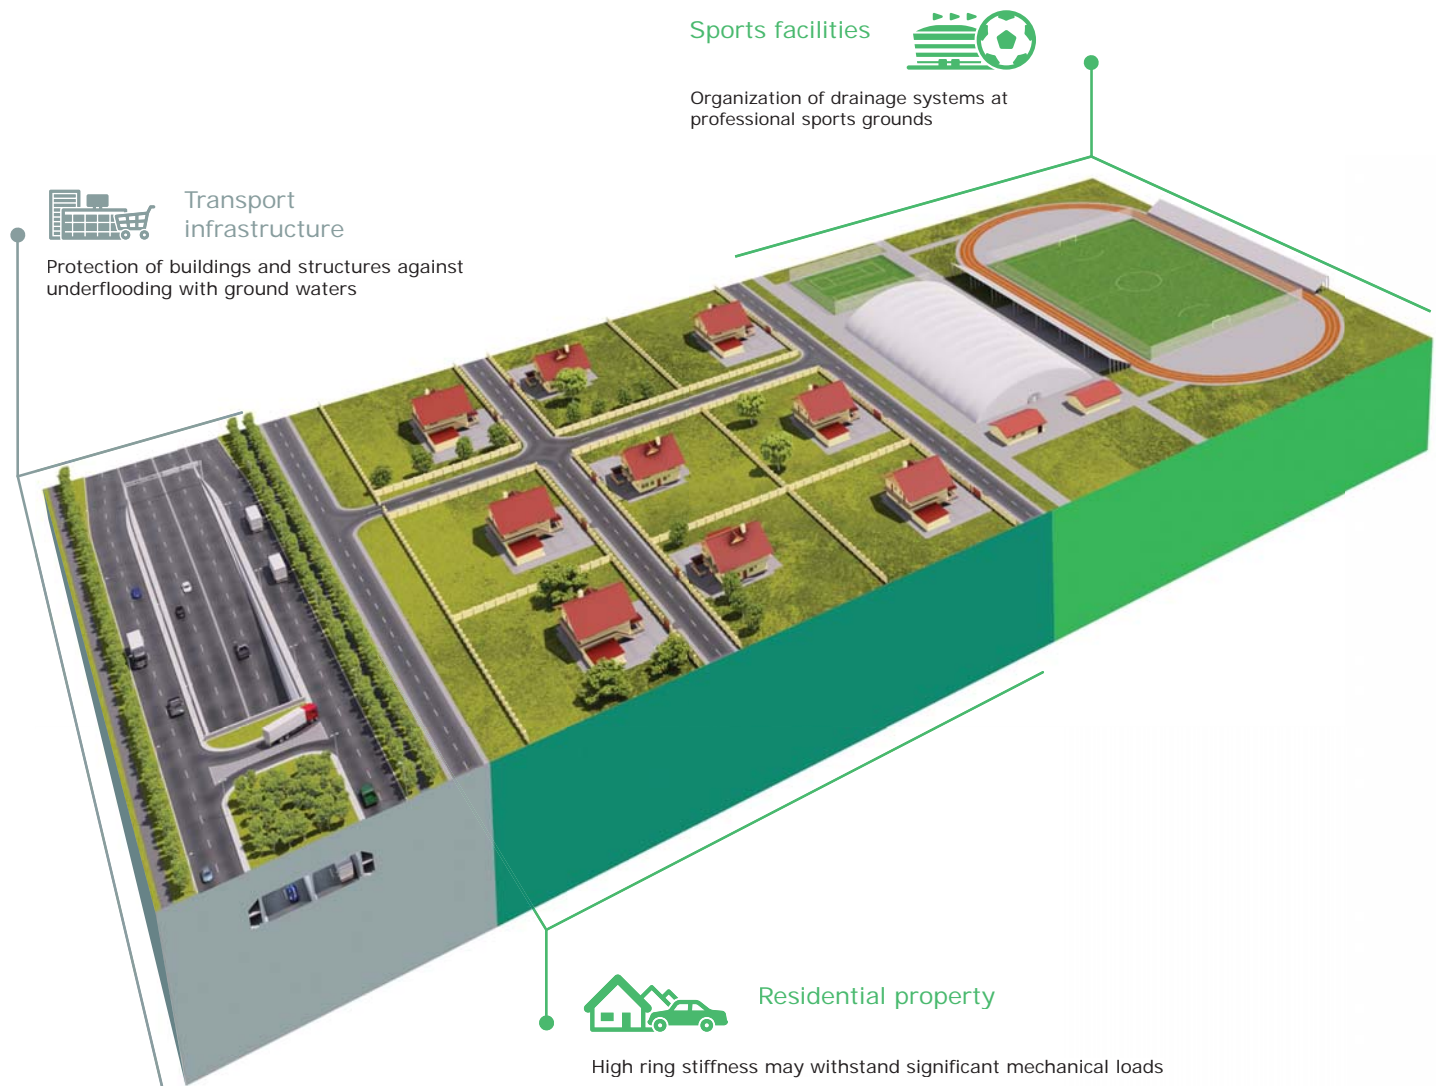 Sports facilities
Organization of drainage systems at
professional sports grounds
Transport
infrastructure
Protection of buildings and structures against
underflooding with ground waters
Residential property
High ring stiffness may withstand significant mechanical loads